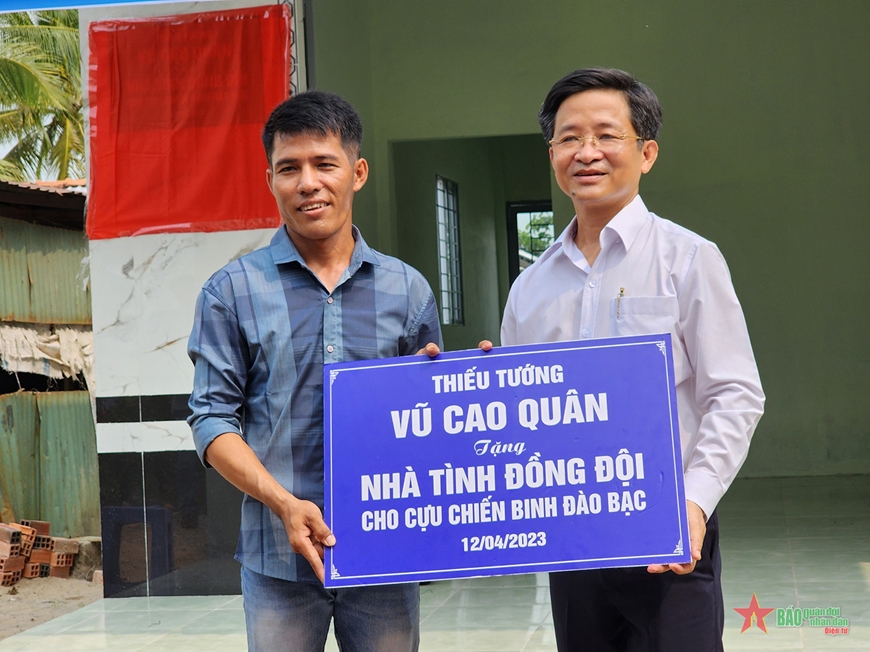 THIẾU TƯỚNG
VŨ CAO QUÂN
Tặng
NHÀ TÌNH ĐỒNG ĐỘI
CHO CỰU CHIẾN BINH ĐÀO BẠC
12/04/2023
BÁO quân đội
nhân dân
Điện tử